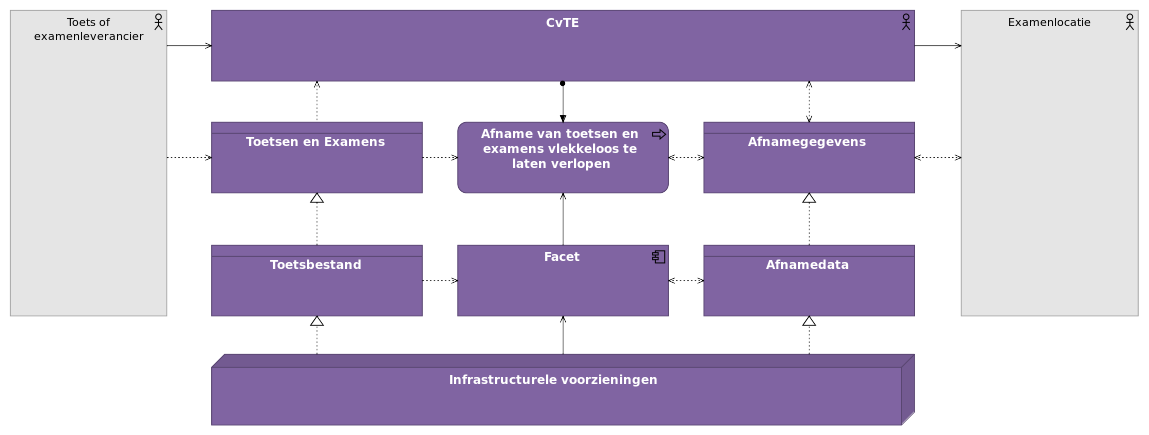 Toets of
examenleverancier
CvTE
Examenlocatie
Toetsen en Examens
Afname van toetsen en
examens vlekkeloos te
laten verlopen
Afnamegegevens
Toetsbestand
Facet
Afnamedata
Infrastructurele voorzieningen